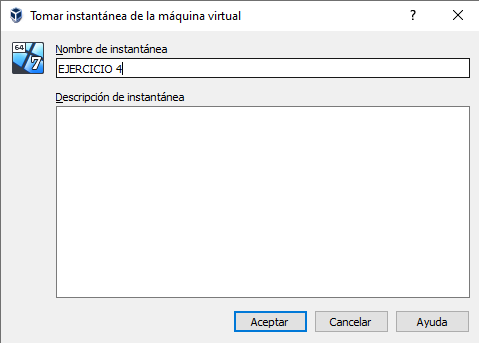 Tomar instantánea de la máquina virtual
64
7
Nombre de instantánea
EJERCICIO 4
Descripción de instantánea
Aceptar Cancelar Ayuda